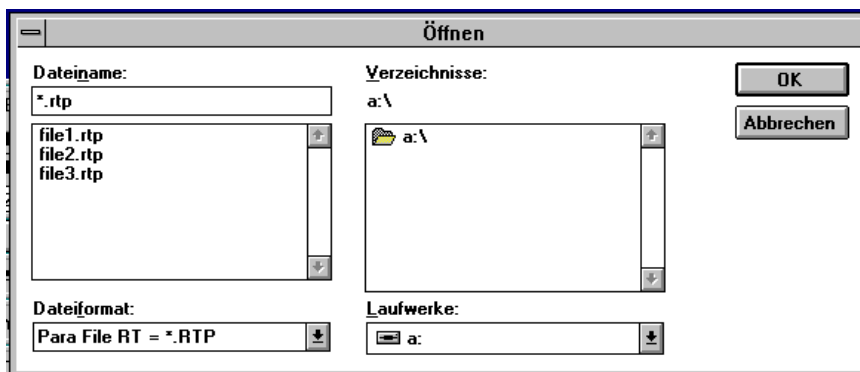 Öffnen
Dateiname:
*.rtp
file1.rtp
file2.rtp
file3.rtp
Dateiformat:
Para File RT = *.RTP
Verzeichnisse:
a:\
a:\
Laufwerke:
a:
OK
Abbrechen